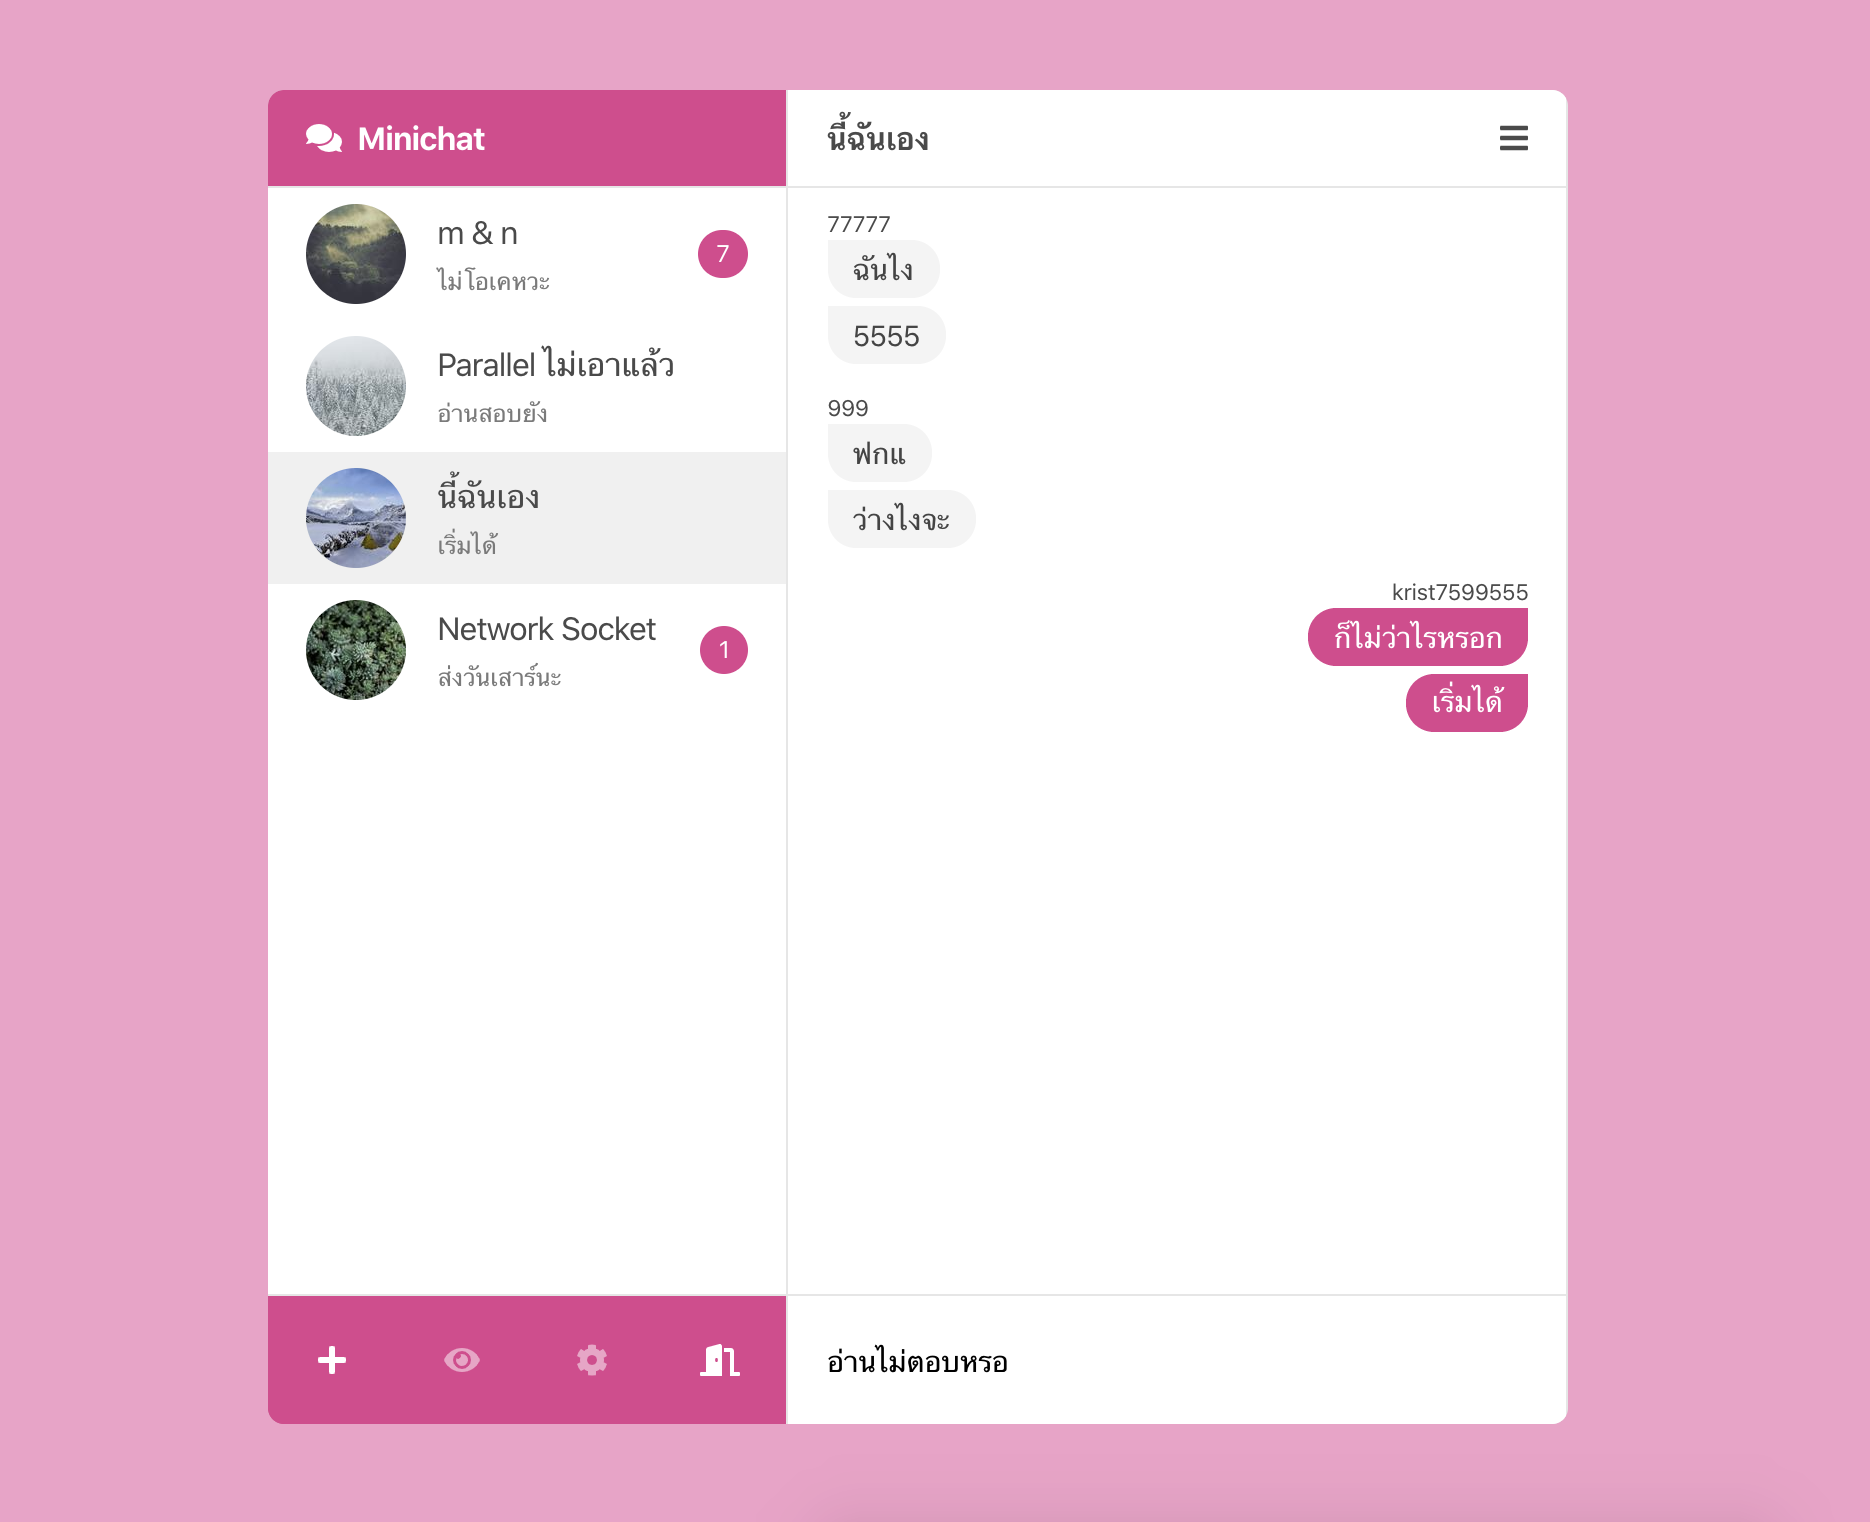 Minichat
m & n
ไม่โอเคหวะ
7
Parallel ไม่เอาแล้ว
อ่านสอบยัง
นี้ฉันเอง
เริ่มได้
Network Socket
ส่งวันเสาร์นะ
1
นี้ฉันเอง
77777
ฉันไง
5555
999
ฟกแ
ว่างไงจะ
krist7599555
ก็ไม่ว่าไรหรอก
เริ่มได้
อ่านไม่ตอบหรอ